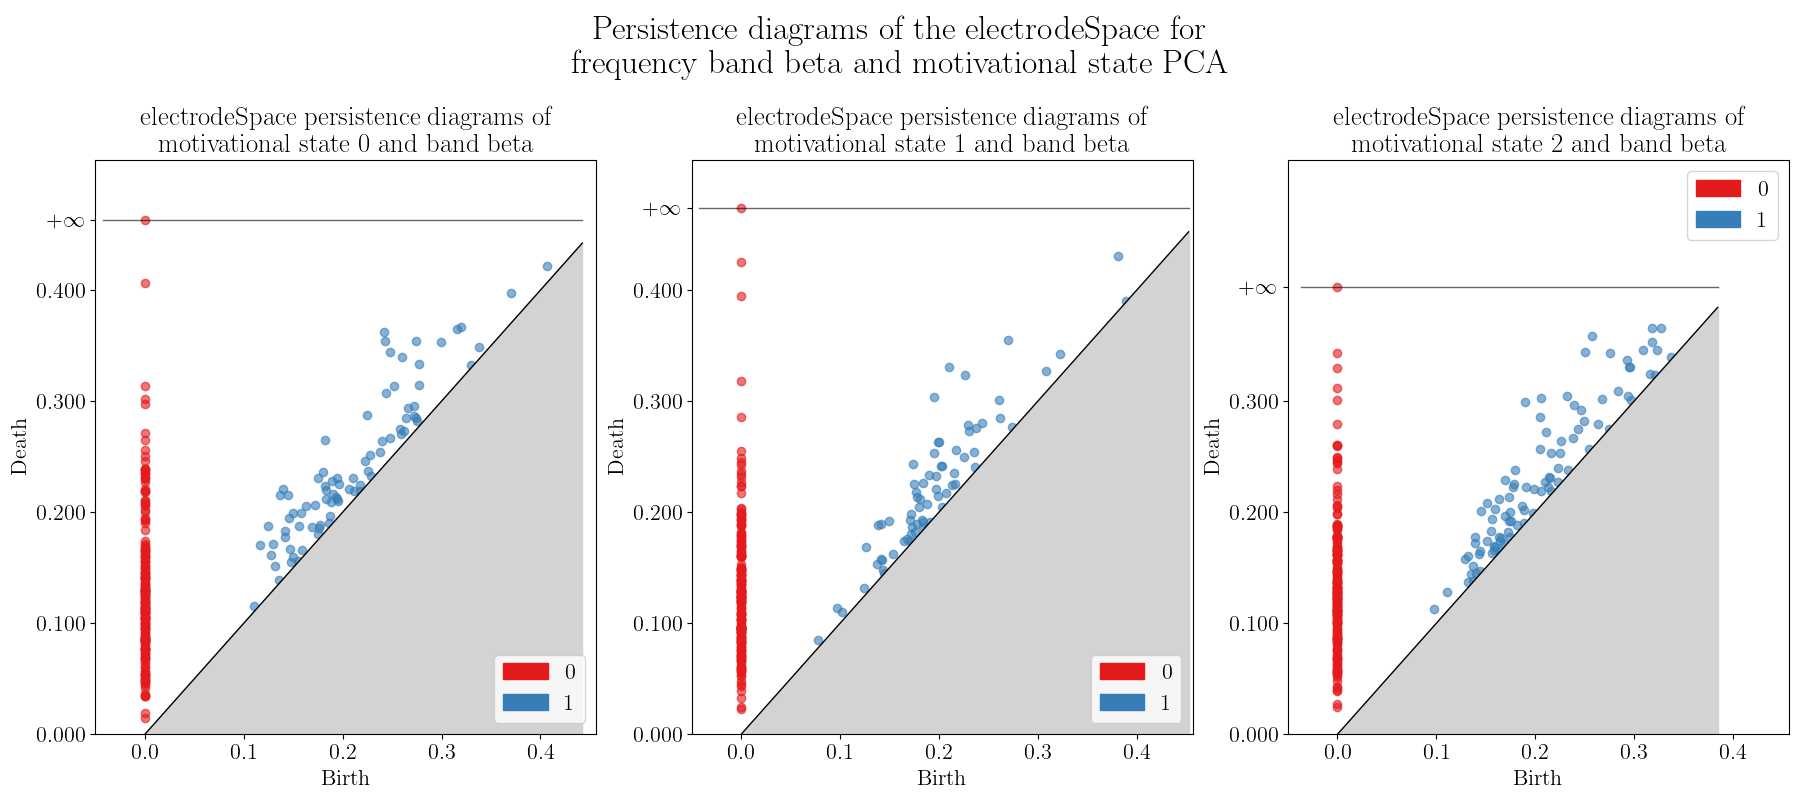 Persistence diagrams of the electrodeSpace for
frequency band beta and motivational state PCA
electrodeSpace persistence diagrams of
motivational state 0 and band beta
+∞
0.400
0.300
0.200
0.100
0.000
Death
0.0 0.1 0.2 0.3 0.4
Birth
0
1
electrodeSpace persistence diagrams of
motivational state 1 and band beta
+∞
0.400
0.300
0.200
0.100
0.000
Death
0.0 0.1 0.2 0.3 0.4
Birth
0
1
electrodeSpace persistence diagrams of
motivational state 2 and band beta
+∞
0.300
0.200
0.100
0.000
Death
0.0 0.1 0.2 0.3 0.4
Birth
0
1